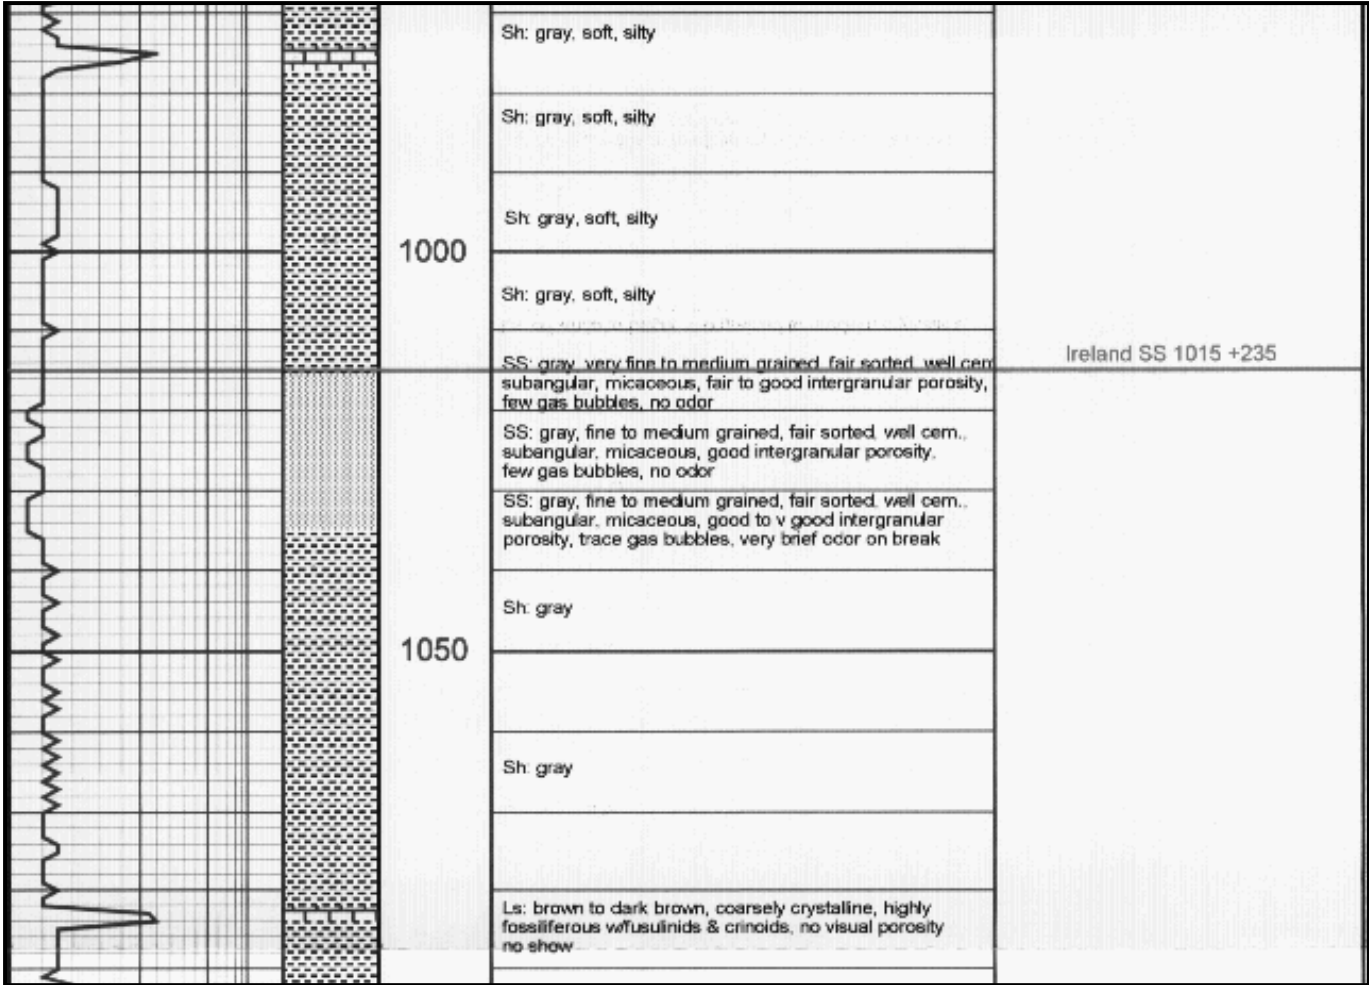 Sh: gray, soft, silty
Sh: gray, soft, silty
Sh: gray, soft, silty
1000
Sh: gray, soft, silty
Ireland SS 1015 +235
SS: gray, very fine to medium grained, fair sorted, well cem
subangular, micaceous, fair to good intergranular porosity,
few gas bubbles, no odor
SS: gray, fine to medium grained, fair sorted, well cem.,
subangular, micaceous, good intergranular porosity,
few gas bubbles, no odor
SS: gray, fine to medium grained, fair sorted, well cem.,
subangular, micaceous, good to v good intergranular
porosity, trace gas bubbles, very brief odor on break
Sh: gray
1050
Sh: gray
Ls: brown to dark brown, coarsely crystalline, highly
fossiliferous w/fusulinids & crinoids, no visual porosity
no show